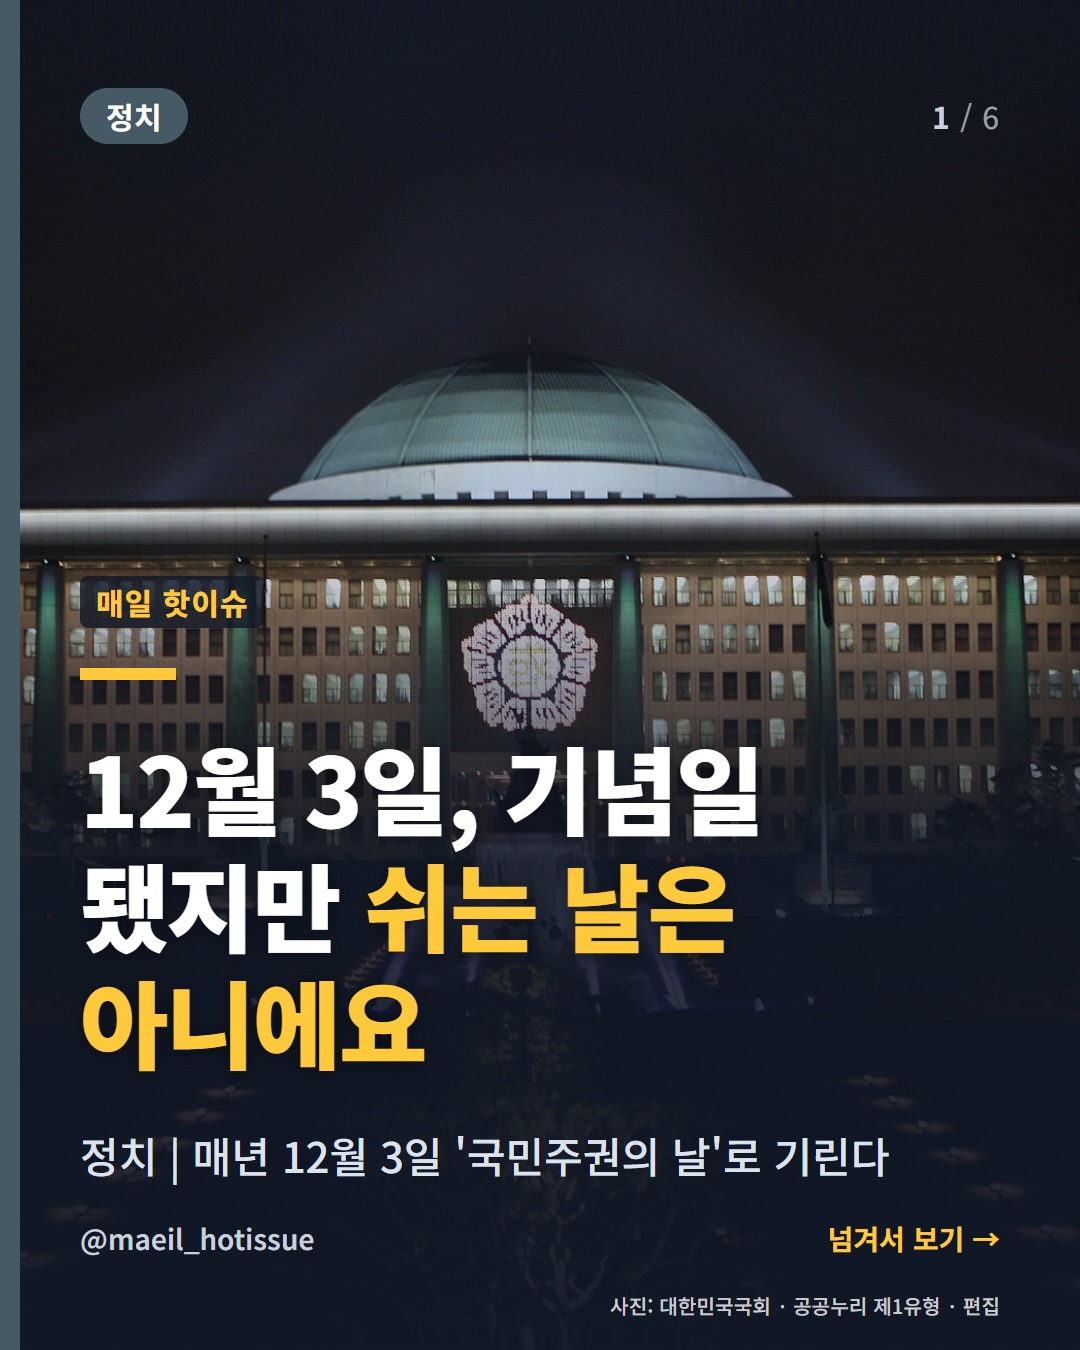 정치
1 / 6
매일 핫이슈
12월 3일, 기념일
됐지만 쉬는 날은
아니에요
정치 | 매년 12월 3일 '국민주권의 날'로 기린다
@maeil_hotissue
넘겨서 보기 →
사진: 대한민국국회 · 공공누리 제1유형 · 편집